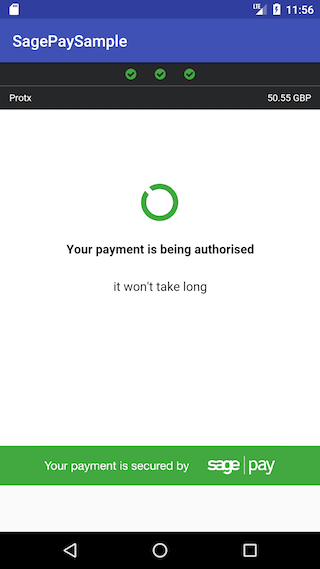 LTE 11:56
SagePaySample
Protx 50.55 GBP
Your payment is being authorised
it won't take long
Your payment is secured by sage pay